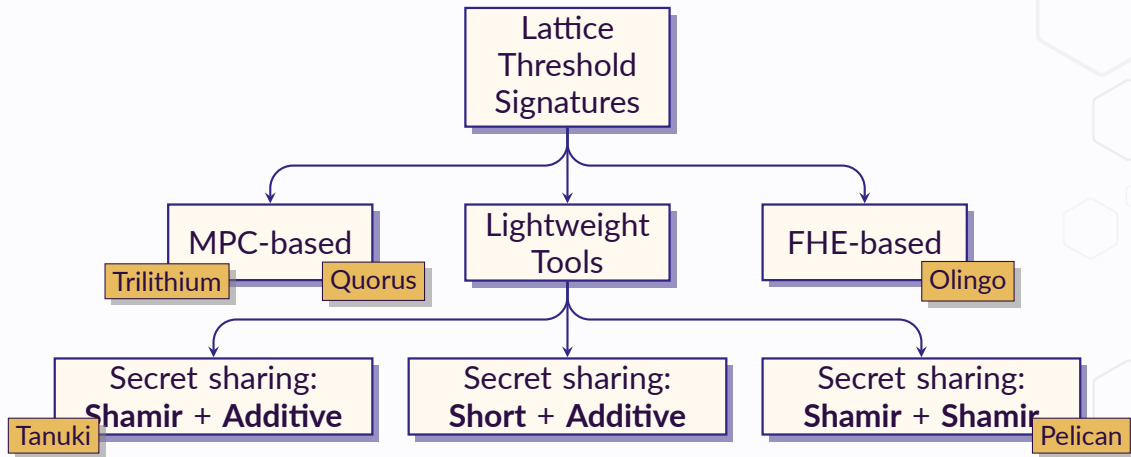 Lattice
Threshold
Signatures
MPC-based
Trilithium
Quorus
Lightweight
Tools
FHE-based
Olingo
Secret sharing:
Shamir + Additive
Tanuki
Secret sharing:
Short + Additive
Secret sharing:
Shamir + Shamir
Pelican